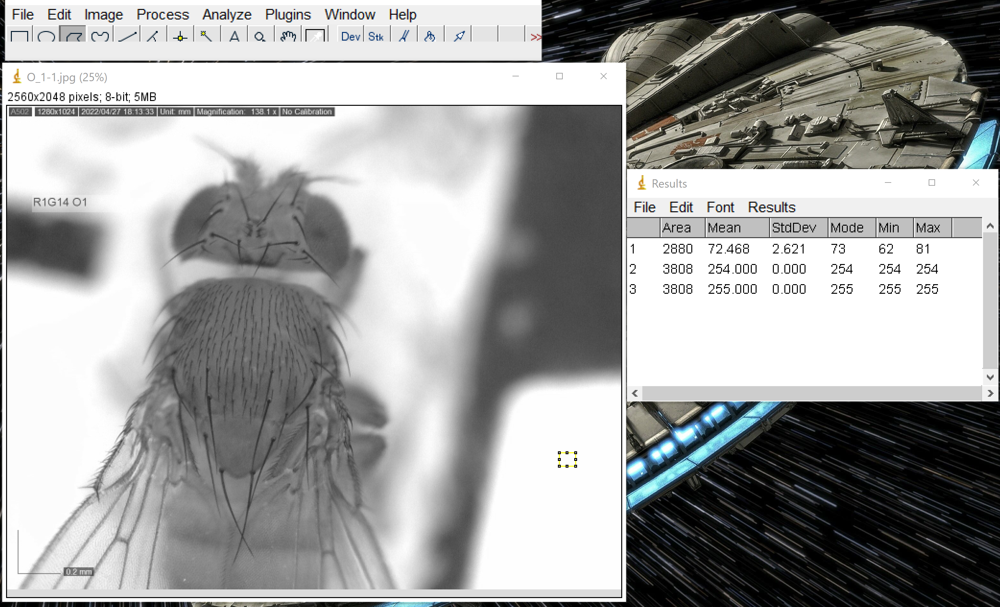 File Edit Image Process Analyze Plugins Window Help
Dev Stk >>
O_1-1.jpg (25%)
2560x2048 pixels; 8-bit; 5MB
A502 1280x1024 2022/04/27 18:13:33 Unit: mm Magnification: 138.1 x No Calibration
R1G14 O1
0.2 mm
Results
File Edit Font Results
Area Mean StdDev Mode Min Max
1 2880 72.468 2.621 73 62 81
2 3808 254.000 0.000 254 254 254
3 3808 255.000 0.000 255 255 255